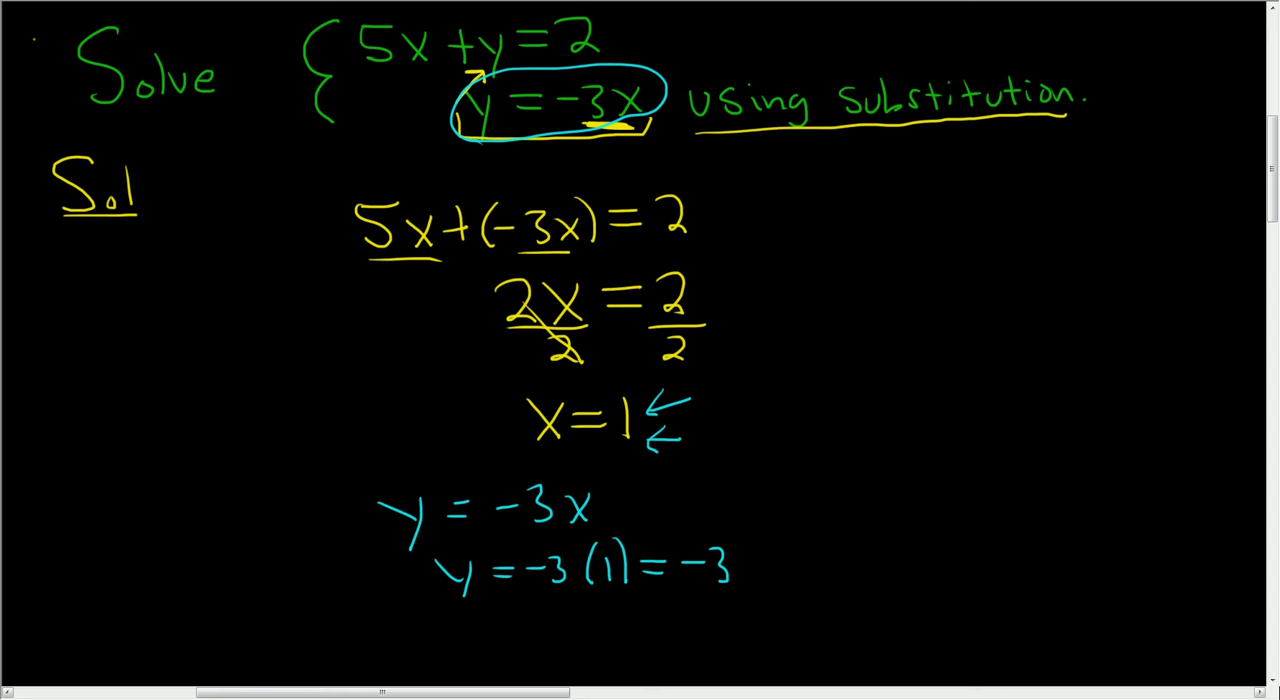 Solve { 5x + y = 2
y = -3x using substitution.
Sol
5x + (-3x) = 2
2x = 2
2 2
x = 1
y = -3x
y = -3(1) = -3